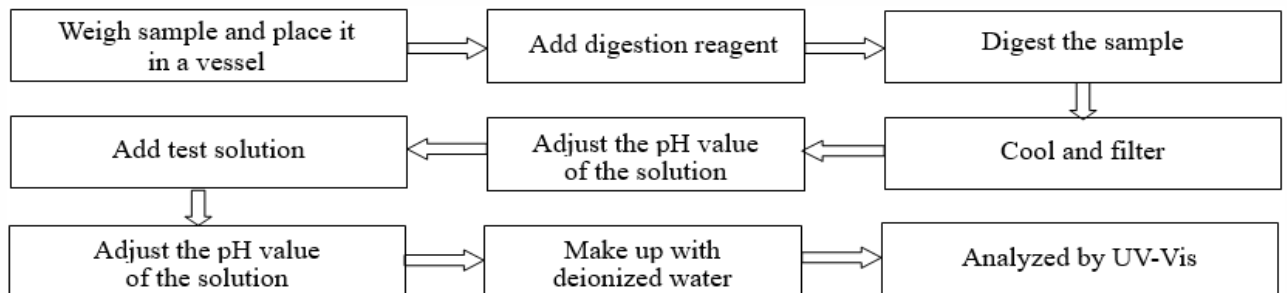 Weigh sample and place it
in a vessel
Add digestion reagent
Digest the sample
Cool and filter
Adjust the pH value
of the solution
Add test solution
Adjust the pH value
of the solution
Make up with
deionized water
Analyzed by UV-Vis